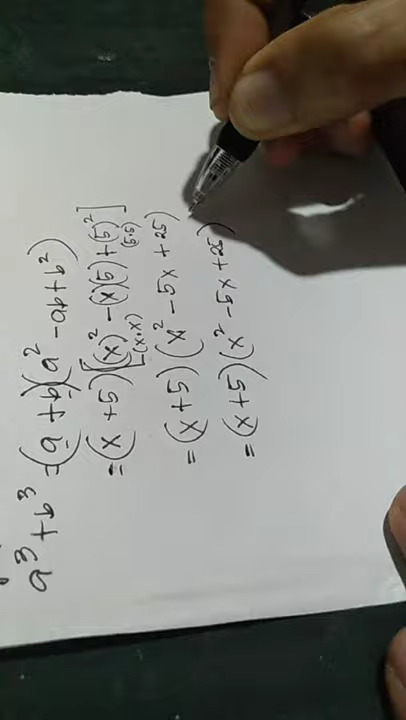 a³ + b³ = (a + b)(a² - ab + b²)
= (x + 5)[(x)² - (x)(5) + (5)²]
(x·x) (5·5)
= (x + 5)(x² - 5x + 25)
= (x + 5)(x² - 5x + 25)